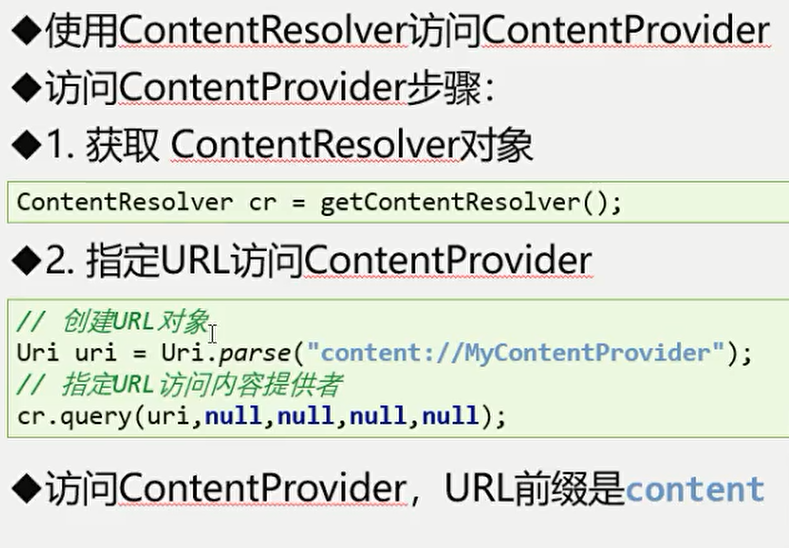 ◆使用ContentResolver访问ContentProvider
◆访问ContentProvider步骤：
◆1. 获取 ContentResolver对象
ContentResolver cr = getContentResolver();
◆2. 指定URL访问ContentProvider
// 创建URL对象
Uri uri = Uri.parse("content://MyContentProvider");
// 指定URL访问内容提供者
cr.query(uri,null,null,null,null);
◆访问ContentProvider，URL前缀是content